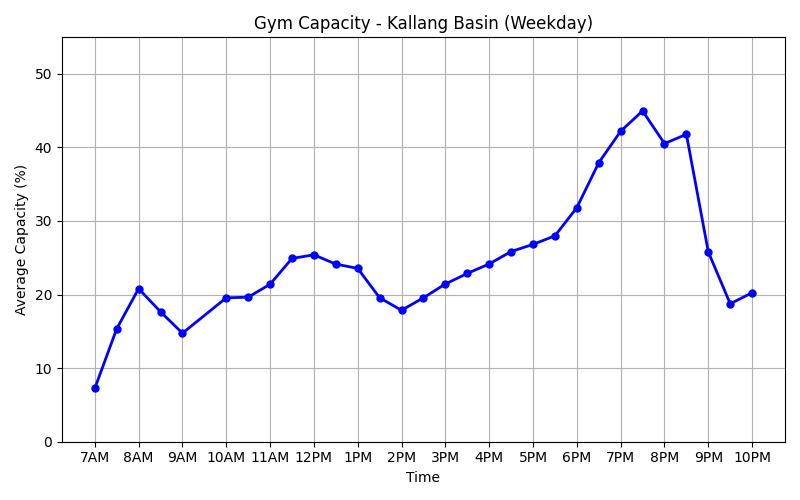 Gym Capacity - Kallang Basin (Weekday)
Average Capacity (%)
50
40
30
20
10
0
7AM 8AM 9AM 10AM 11AM 12PM 1PM 2PM 3PM 4PM 5PM 6PM 7PM 8PM 9PM 10PM
Time